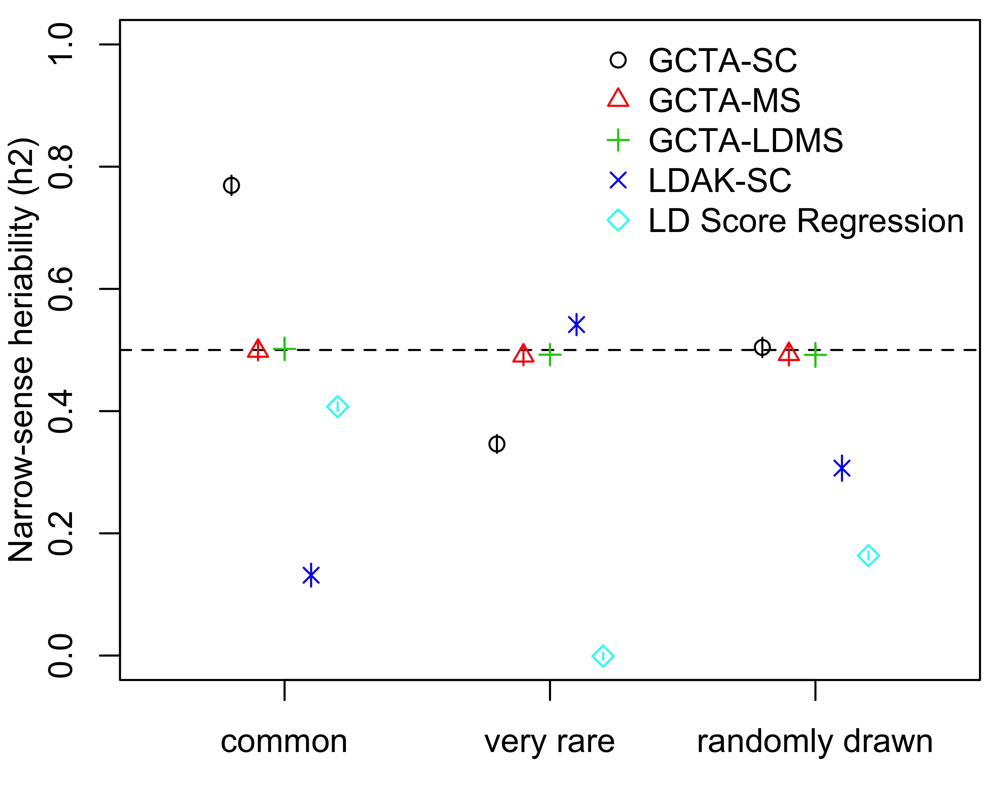 Narrow-sense heriability (h2)
1.0
0.8
0.6
0.4
0.2
0.0
GCTA-SC
GCTA-MS
GCTA-LDMS
LDAK-SC
LD Score Regression
common
very rare
randomly drawn